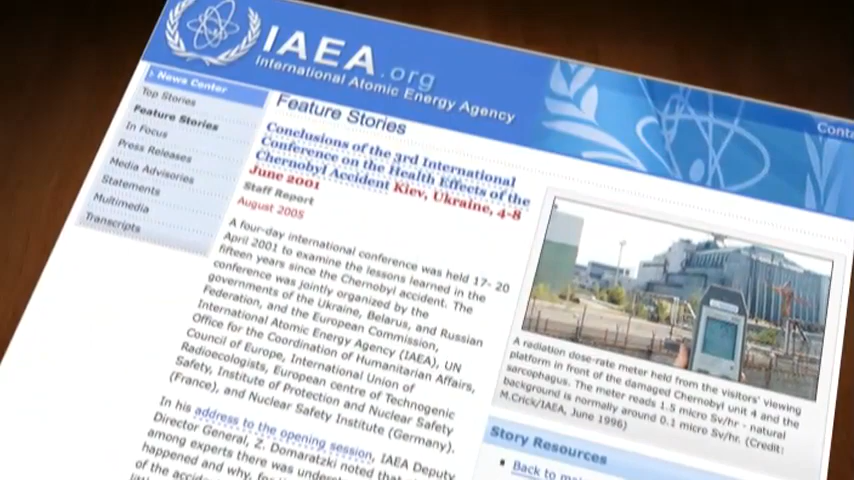 IAEA.org
International Atomic Energy Agency
Conta
News Center
Top Stories
Feature Stories
In Focus
Press Releases
Media Advisories
Statements
Multimedia
Transcripts
Feature Stories
Conclusions of the 3rd International
Conference on the Health Effects of the
Chernobyl Accident Kiev, Ukraine, 4-8
June 2001
Staff Report
August 2005
A four-day international conference was held 17- 20
April 2001 to examine the lessons learned in the
fifteen years since the Chernobyl accident. The
conference was jointly organized by the
governments of the Ukraine, Belarus, and Russian
Federation, and the European Commission,
International Atomic Energy Agency (IAEA), UN
Office for the Coordination of Humanitarian Affairs,
Council of Europe, International Union of
Radioecologists, European centre of Technogenic
Safety, Institute of Protection and Nuclear Safety
(France), and Nuclear Safety Institute (Germany).
In his address to the opening session, IAEA Deputy
Director General, Z. Domaratzki noted that
among experts there was
happened and why,
of the
A radiation dose-rate meter held from the visitors' viewing
platform in front of the damaged Chernobyl unit 4 and the
sarcophagus. The meter reads 1.5 micro Sv/hr - natural
background is normally around 0.1 micro Sv/hr. (Credit:
M.Crick/IAEA, June 1996)
Story Resources
Back to